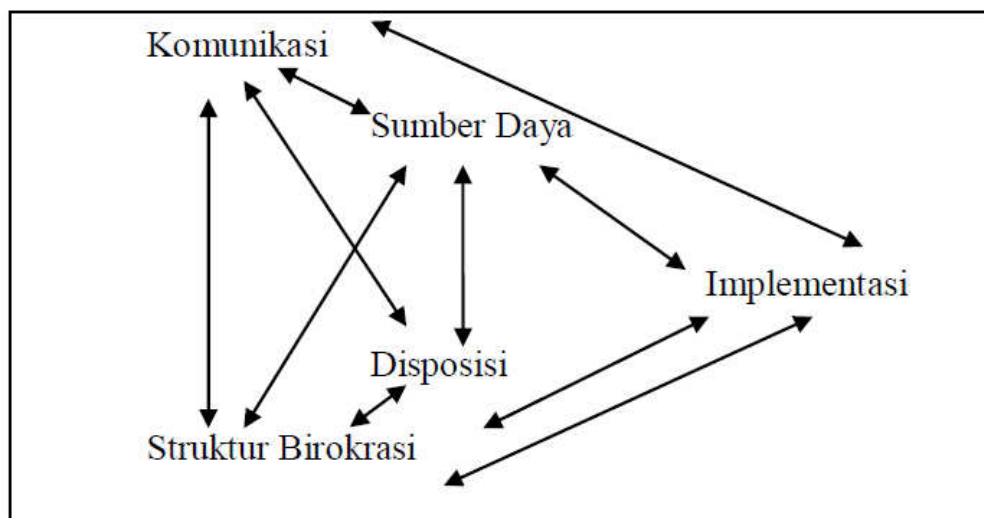 Komunikasi
Sumber Daya
Implementasi
Disposisi
Struktur Birokrasi